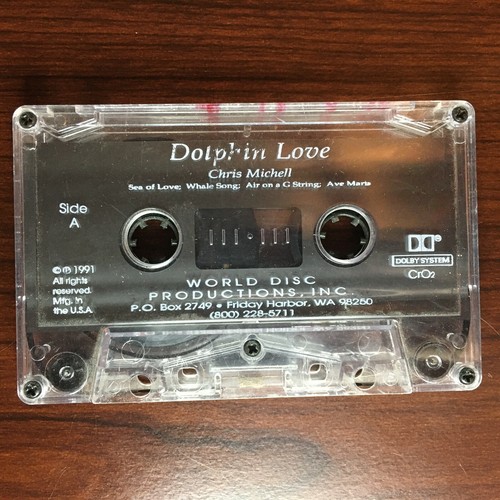 Dolphin Love
Chris Michell
Sea of Love; Whale Song; Air on a G String; Ave Maria
Side
A
© ℗ 1991
All rights
reserved.
Mfg. in
the U.S.A.
DOLBY SYSTEM
CrO2
WORLD DISC
PRODUCTIONS, INC.
P.O. Box 2749 • Friday Harbor, WA 98250
(800) 228-5711